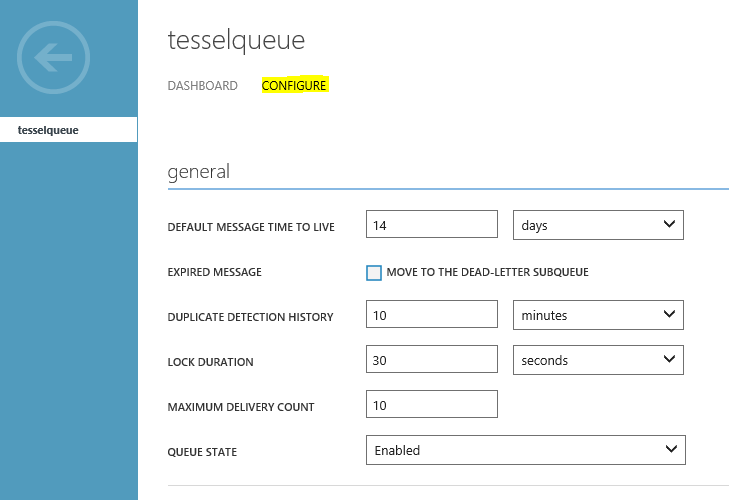 tesselqueue
DASHBOARD CONFIGURE
tesselqueue
general
DEFAULT MESSAGE TIME TO LIVE 14 days
EXPIRED MESSAGE MOVE TO THE DEAD-LETTER SUBQUEUE
DUPLICATE DETECTION HISTORY 10 minutes
LOCK DURATION 30 seconds
MAXIMUM DELIVERY COUNT 10
QUEUE STATE Enabled